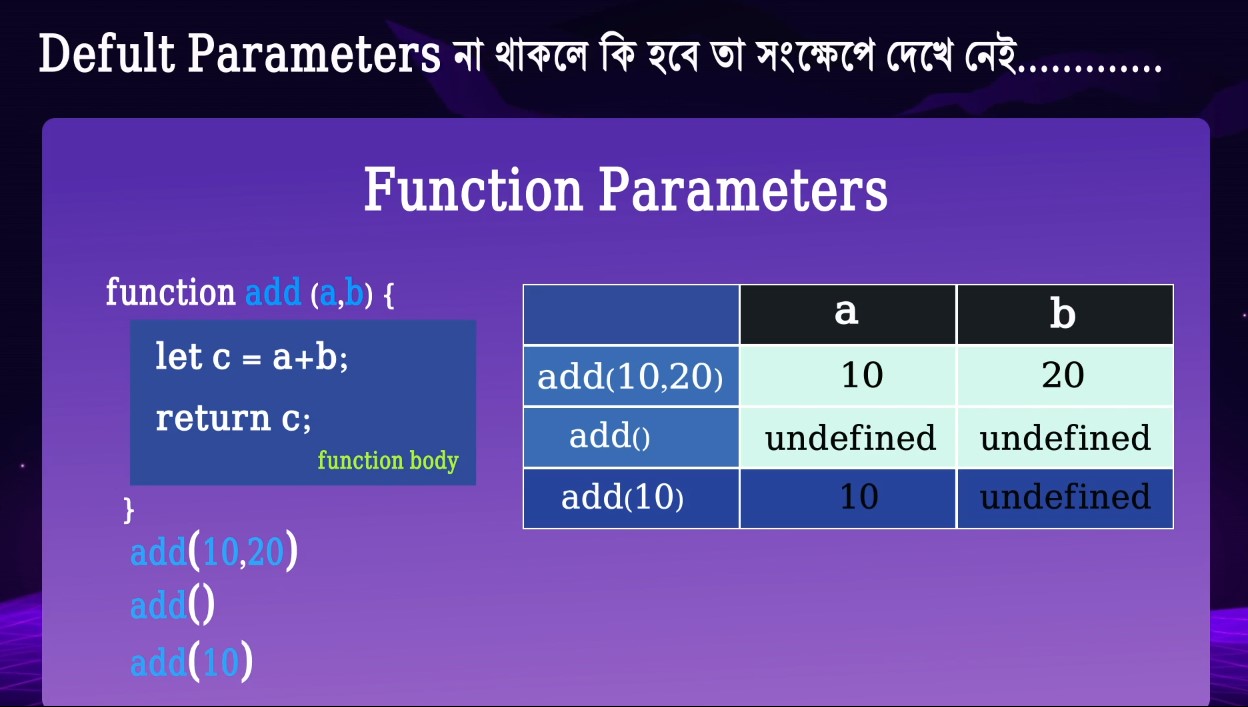 Defult Parameters না থাকলে কি হবে তা সংক্ষেপে দেখে নেই.............
Function Parameters
function add (a,b) {
let c = a+b;
return c;
function body
}
add(10,20)
add()
add(10)
a b
add(10,20) 10 20
add() undefined undefined
add(10) 10 undefined